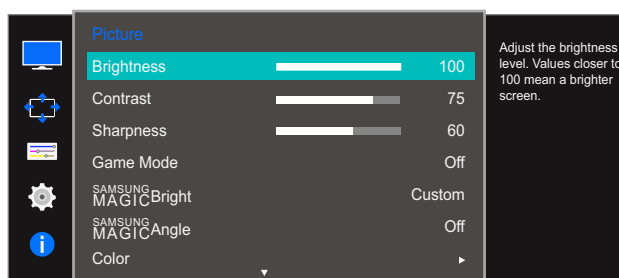 Picture
Brightness 100
Contrast 75
Sharpness 60
Game Mode Off
SAMSUNG
MAGIC Bright Custom
SAMSUNG
MAGIC Angle Off
Color
Adjust the brightness
level. Values closer to
100 mean a brighter
screen.